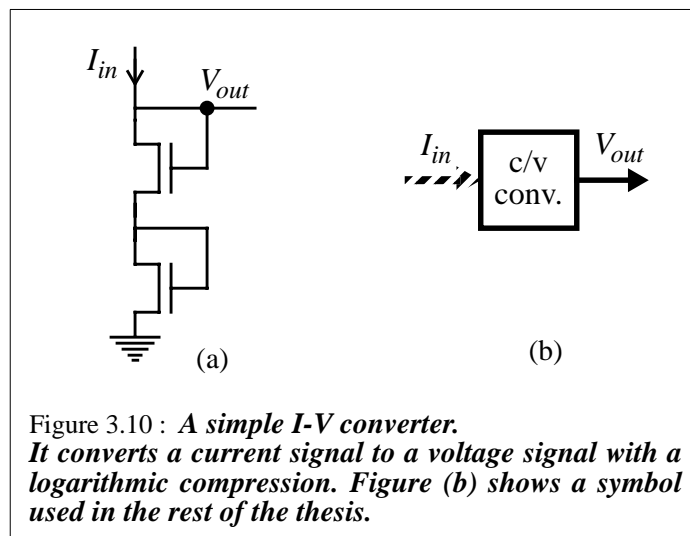 I_in
V_out
(a)
I_in
c/v
conv.
V_out
(b)
Figure 3.10 : A simple I-V converter.
It converts a current signal to a voltage signal with a
logarithmic compression. Figure (b) shows a symbol
used in the rest of the thesis.